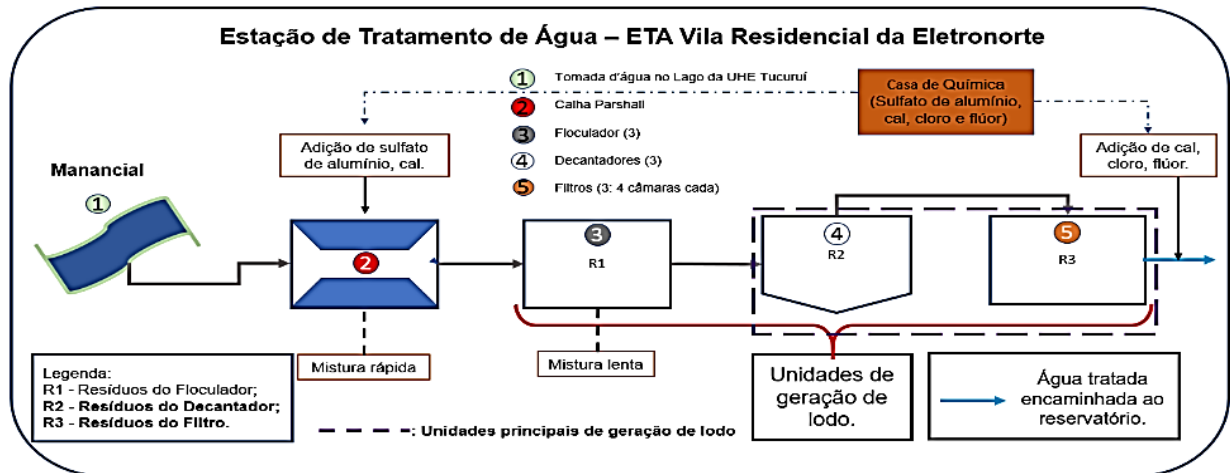 Estação de Tratamento de Água – ETA Vila Residencial da Eletronorte
1 Tomada d'água no Lago da UHE Tucuruí
2 Calha Parshall
3 Floculador (3)
4 Decantadores (3)
5 Filtros (3: 4 câmaras cada)
Casa de Química
(Sulfato de alumínio,
cal, cloro e flúor)
Adição de sulfato
de alumínio, cal.
Adição de cal,
cloro, flúor.
Manancial
1
2
3
R1
4
R2
5
R3
Mistura rápida
Mistura lenta
Legenda:
R1 - Resíduos do Floculador;
R2 - Resíduos do Decantador;
R3 - Resíduos do Filtro.
Unidades de
geração de
lodo.
Água tratada
encaminhada ao
reservatório.
: Unidades principais de geração de lodo